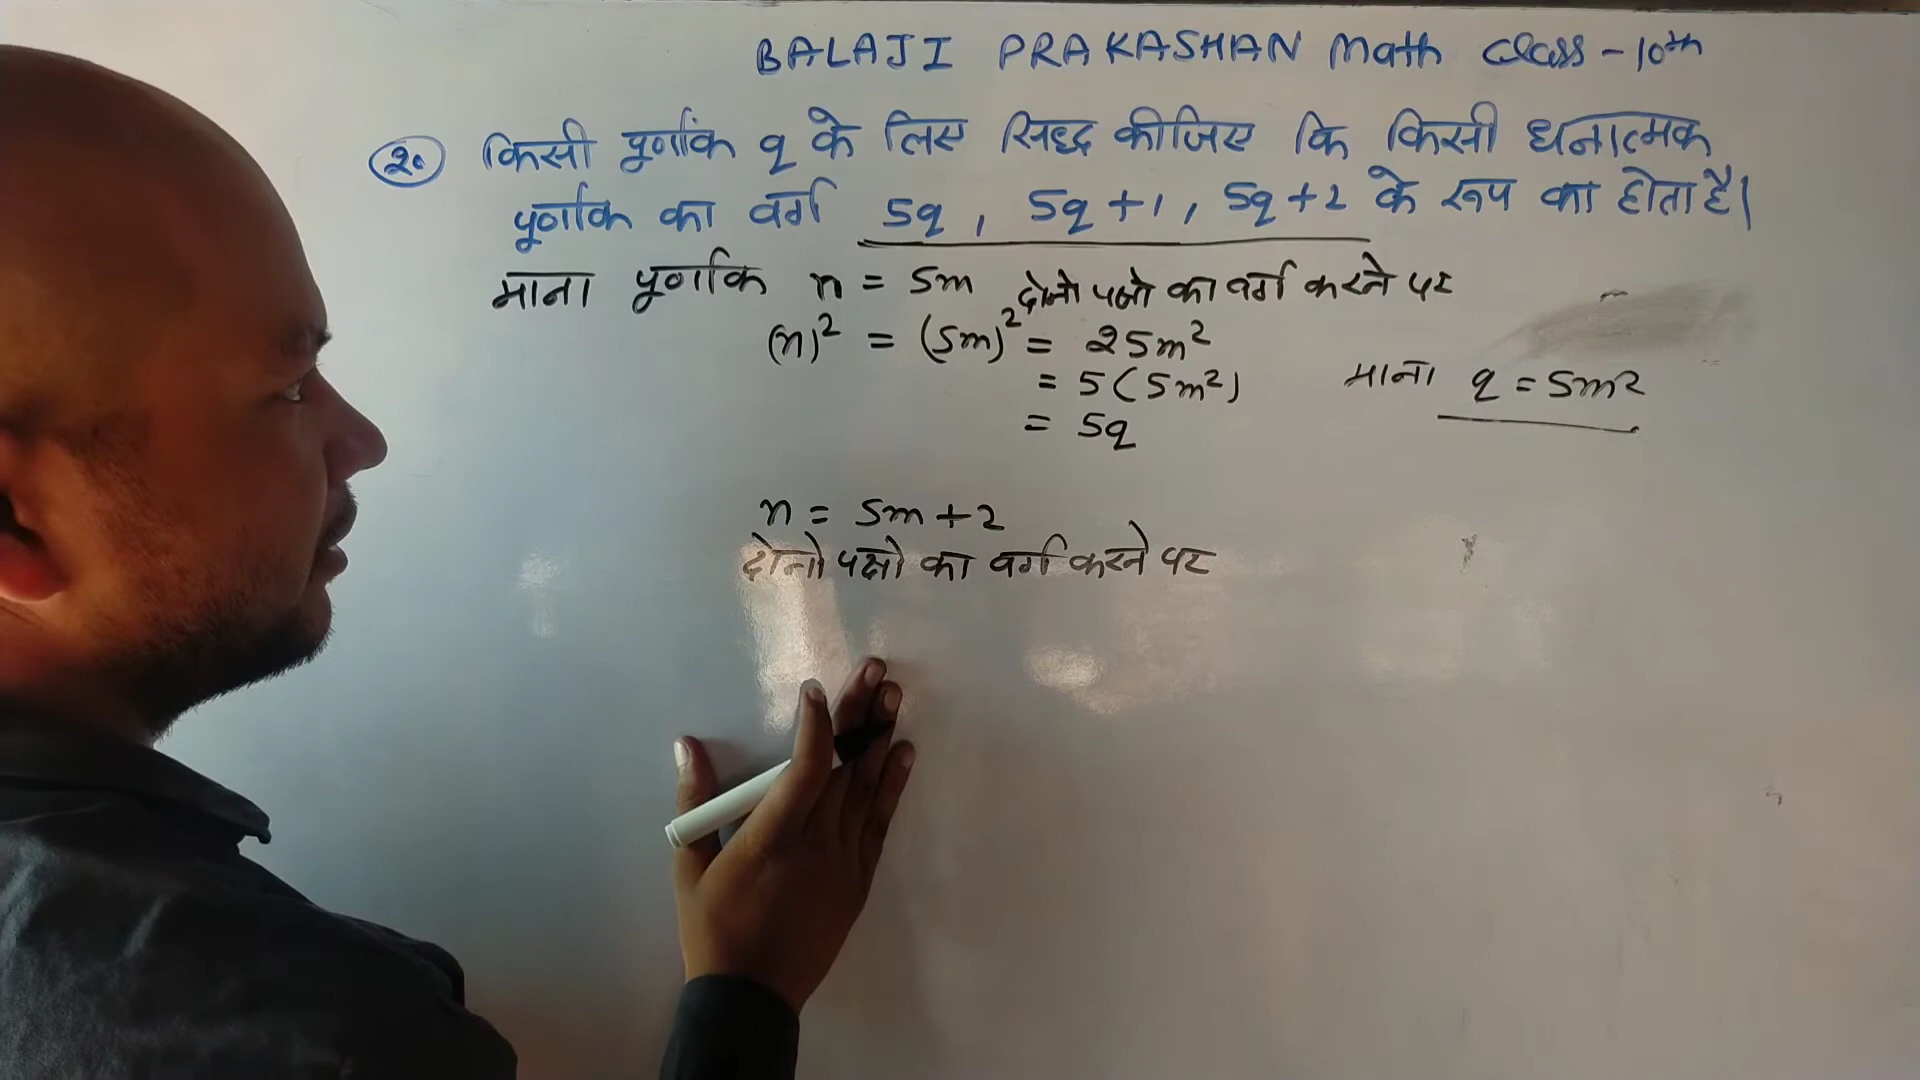 BALAJI PRAKASHAN Math Class-10th
2. किसी पूर्णांक q के लिए सिध्द कीजिए कि किसी धनात्मक
पूर्णांक का वर्ग 5q, 5q+1, 5q+2 के रूप का होता है।
माना पूर्णांक n = 5m दोनो पक्षो का वर्ग करने पर
(n)² = (5m)² = 25m²
= 5(5m²) माना q = 5m²
= 5q
n = 5m+2
दोनो पक्षो का वर्ग करने पर